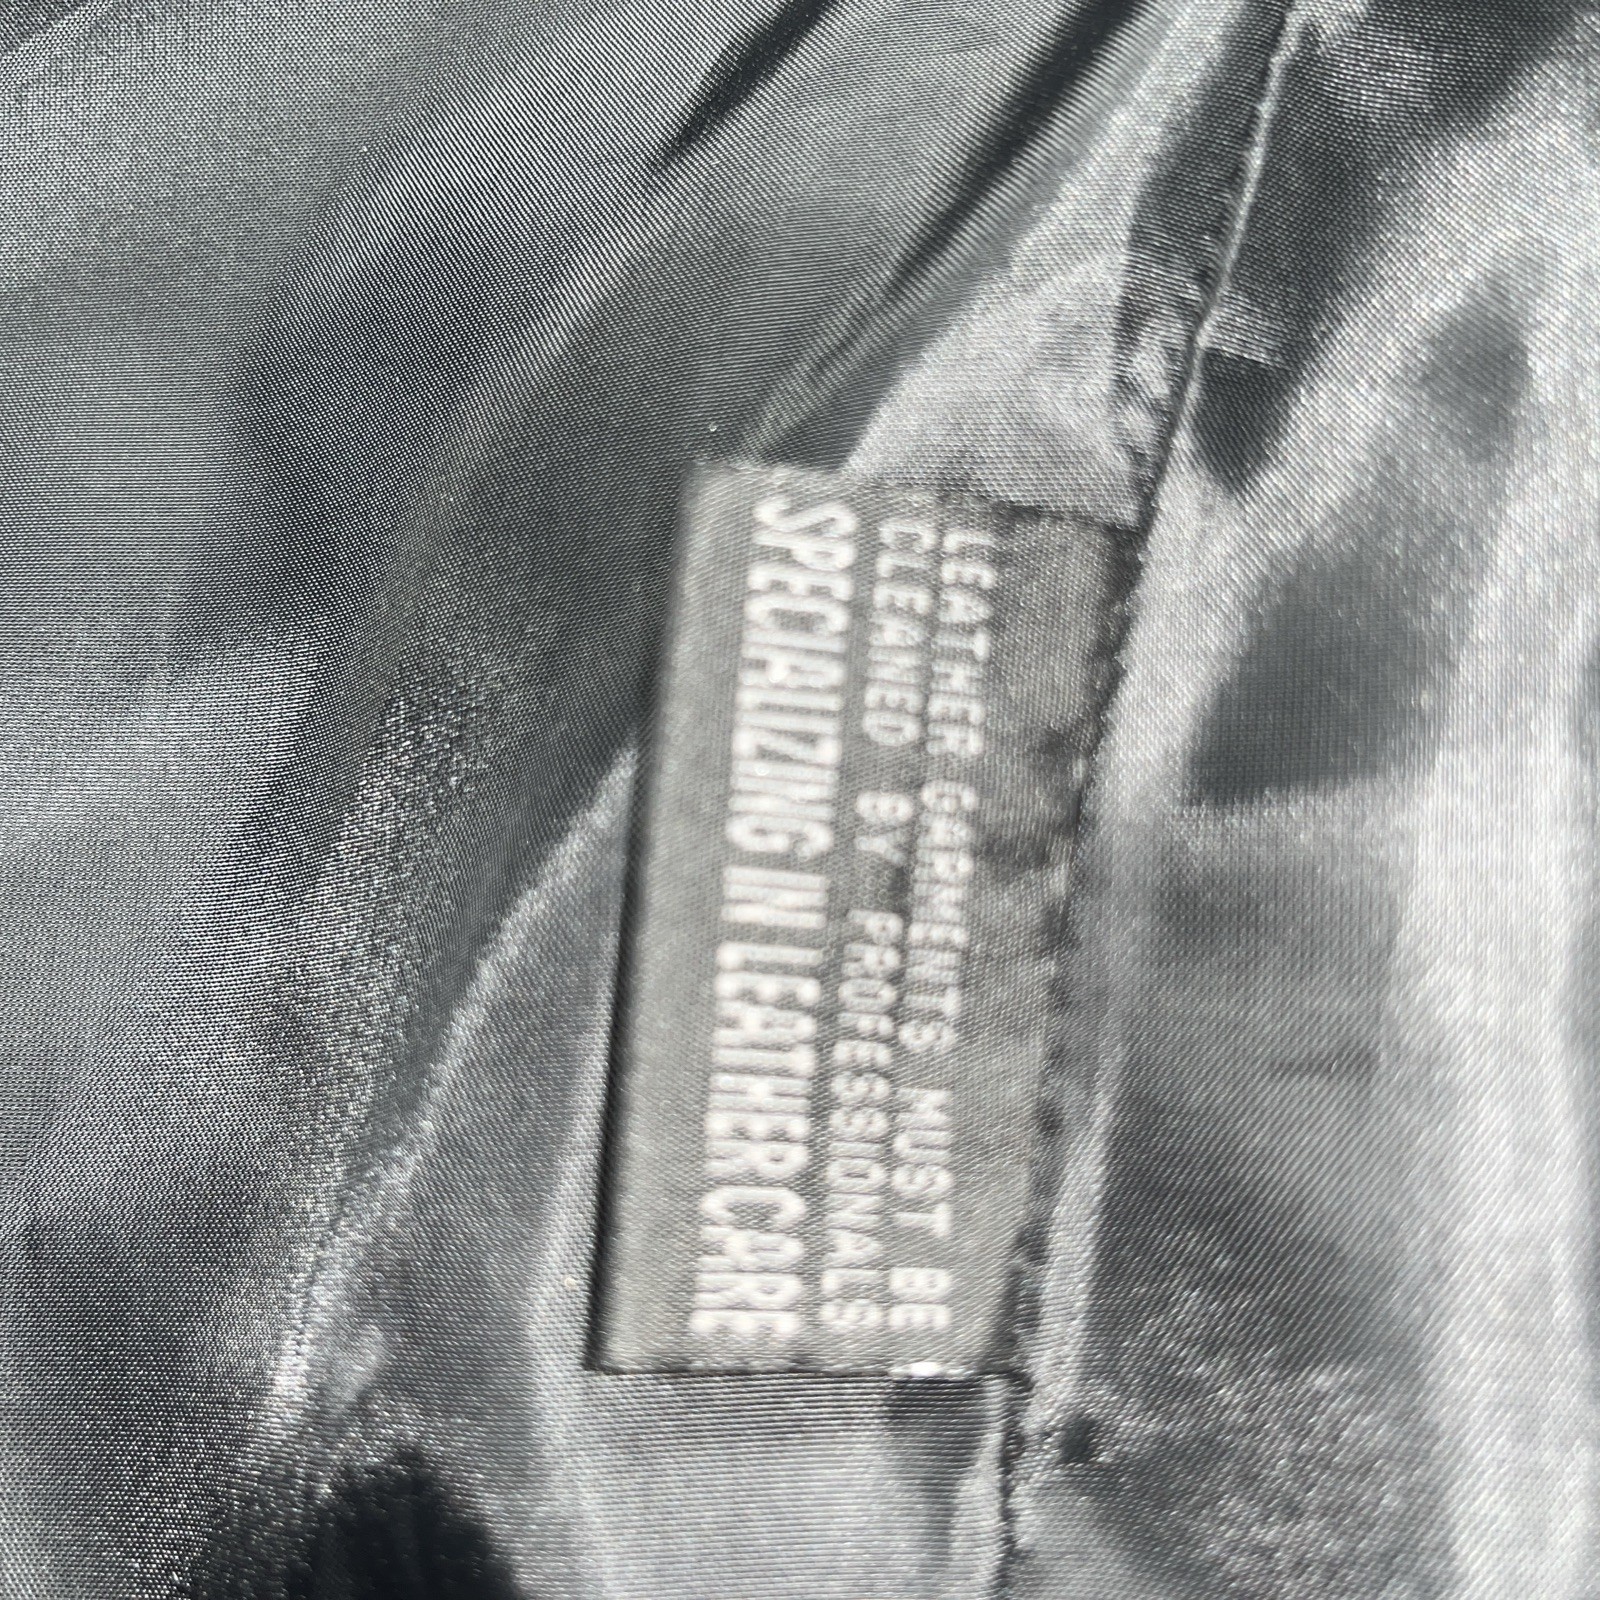 LEATHER GARMENTS MUST BE
CLEANED BY PROFESSIONALS
SPECIALIZING IN LEATHER CARE